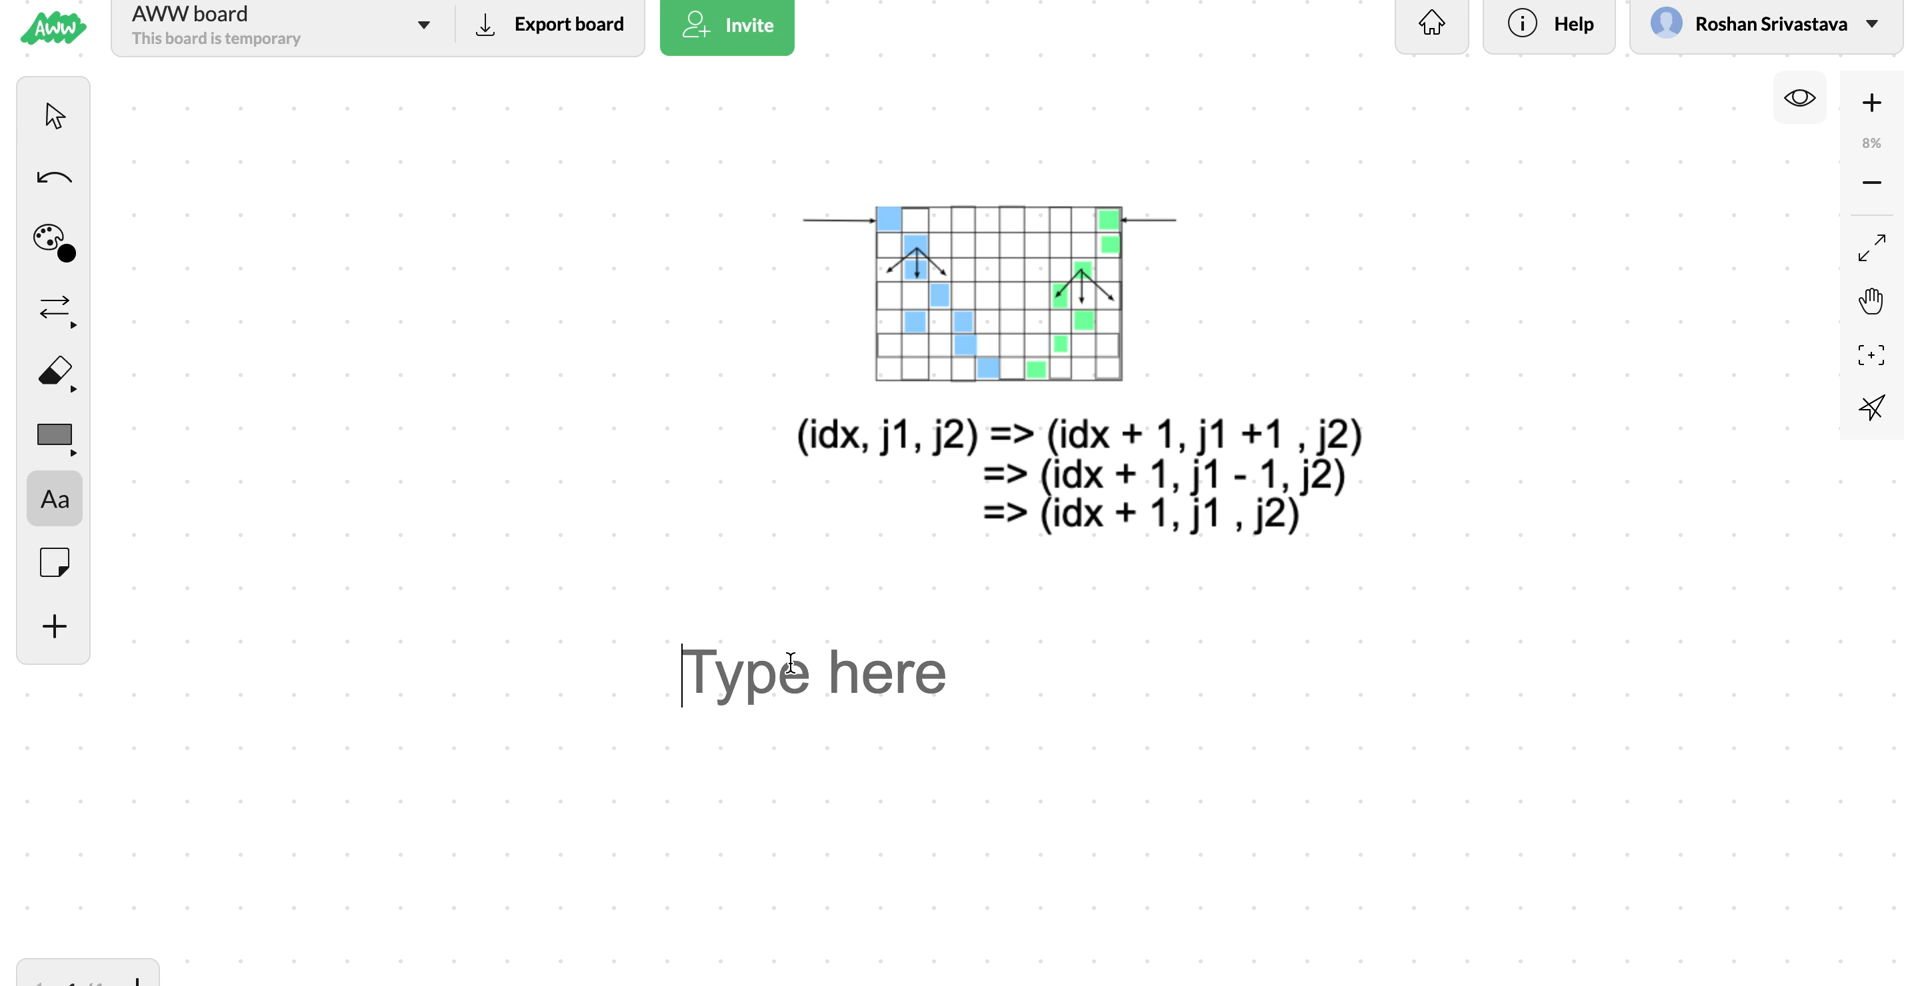 AWW
AWW board
This board is temporary
Export board
Invite
Help
Roshan Srivastava
8%
Aa
(idx, j1, j2) => (idx + 1, j1 +1 , j2)
=> (idx + 1, j1 - 1, j2)
=> (idx + 1, j1 , j2)
Type here